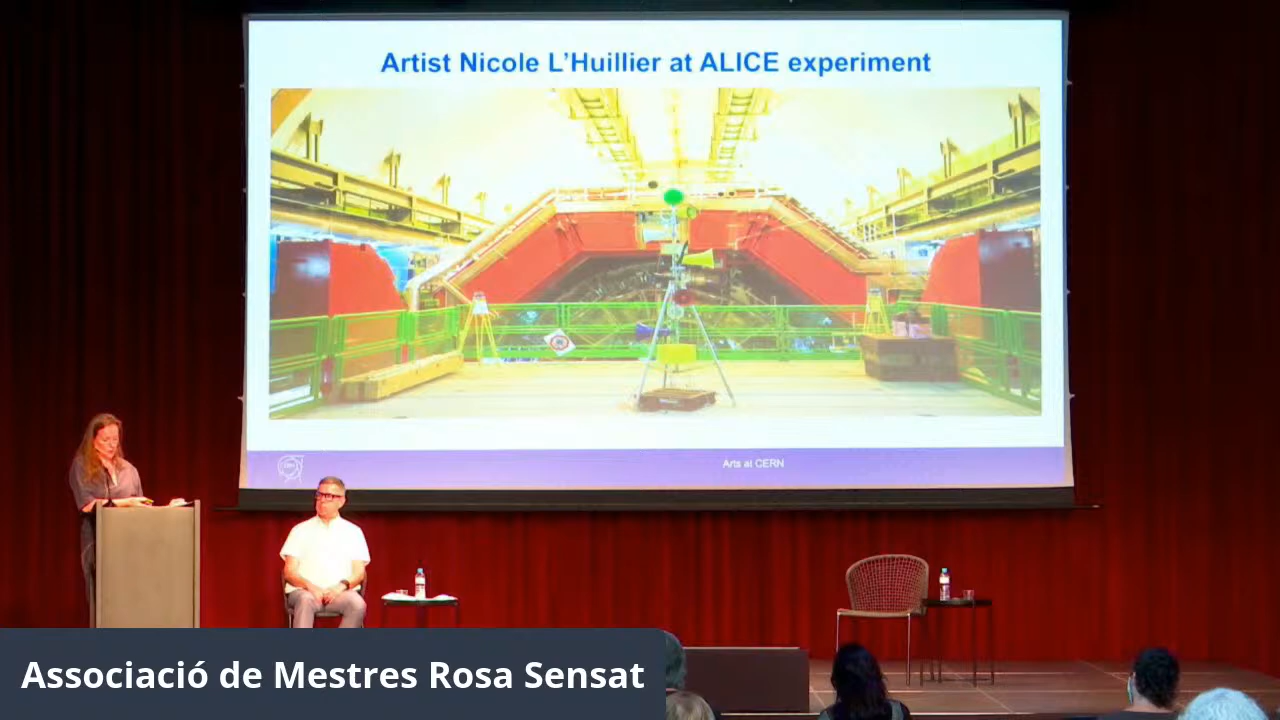 Artist Nicole L'Huillier at ALICE experiment
Arts at CERN
Associació de Mestres Rosa Sensat